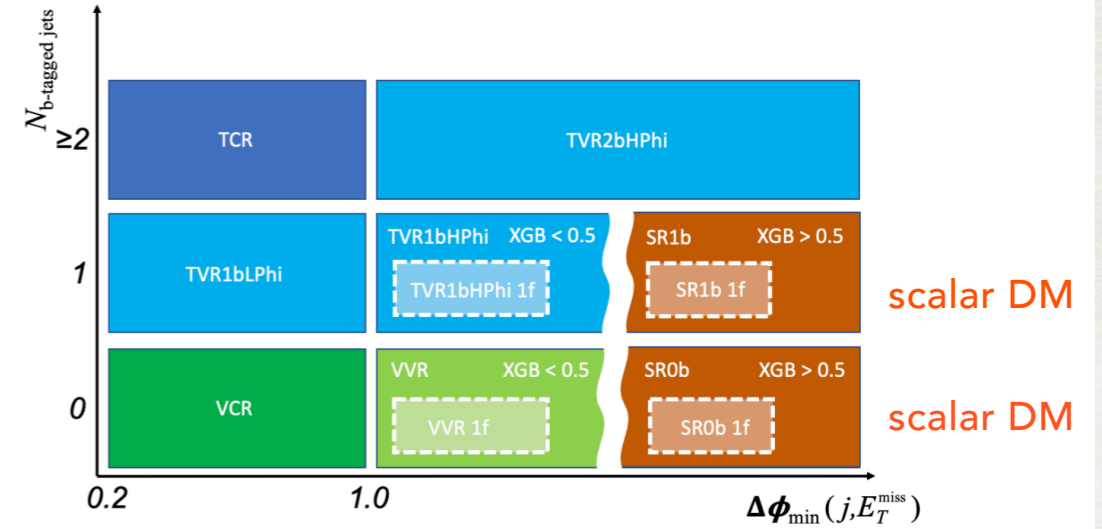 N_b-tagged jets
≥2
TCR
TVR2bHPhi
1
TVR1bLPhi
TVR1bHPhi XGB < 0.5
TVR1bHPhi 1f
SR1b XGB > 0.5
SR1b 1f
scalar DM
0
VCR
VVR XGB < 0.5
VVR 1f
SR0b XGB > 0.5
SR0b 1f
scalar DM
0.2
1.0
Δϕ_min (j,E_T^miss)